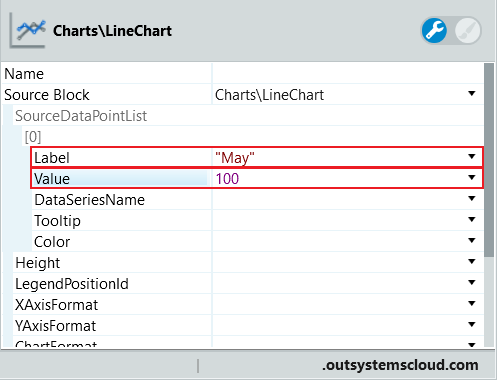 Charts\LineChart
Name
Source Block Charts\LineChart
SourceDataPointList
[0]
Label "May"
Value 100
DataSeriesName
Tooltip
Color
Height
LegendPositionId
XAxisFormat
YAxisFormat
ChartFormat
.outsystemscloud.com